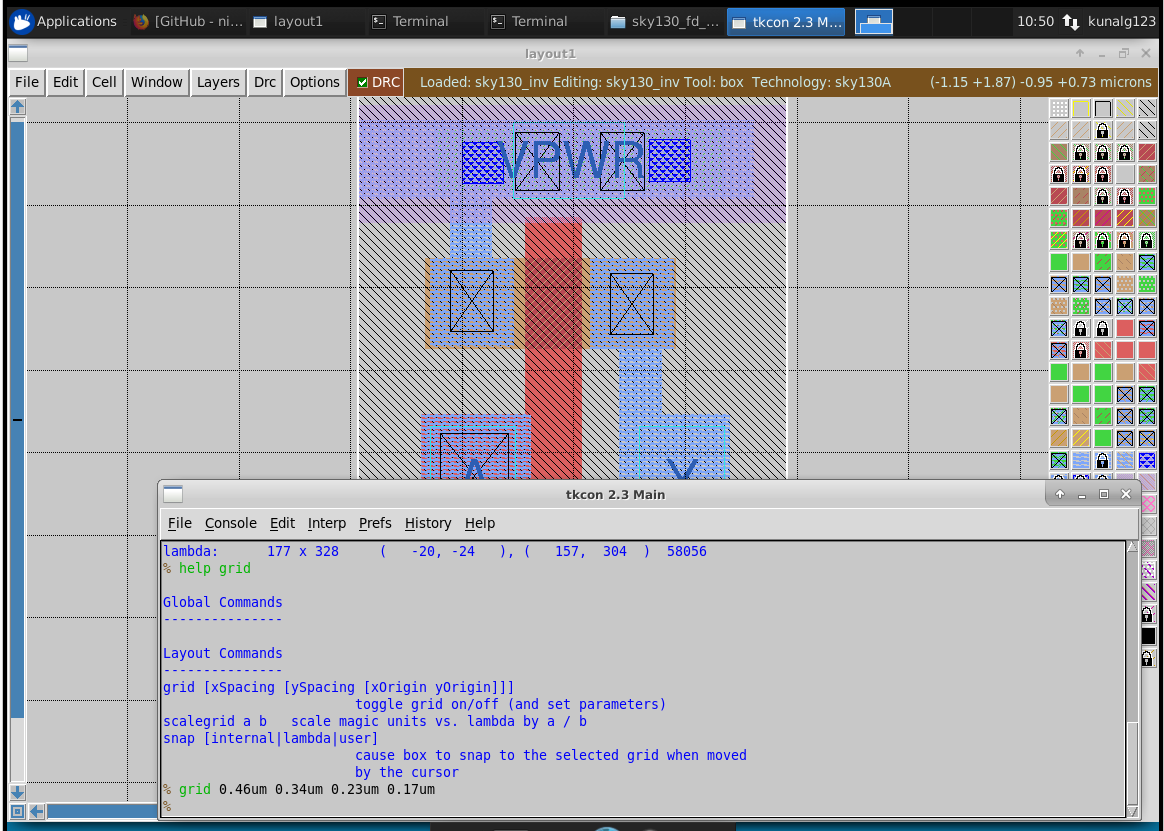 Applications [GitHub - ni... layout1 Terminal Terminal sky130_fd_... tkcon 2.3 M... 10:50 kunalg123
layout1
File Edit Cell Window Layers Drc Options DRC Loaded: sky130_inv Editing: sky130_inv Tool: box Technology: sky130A (-1.15 +1.87) -0.95 +0.73 microns
VPWR
A Y
tkcon 2.3 Main
File Console Edit Interp Prefs History Help
lambda: 177 x 328 ( -20, -24 ), ( 157, 304 ) 58056
% help grid
Global Commands
---------------
Layout Commands
---------------
grid [xSpacing [ySpacing [xOrigin yOrigin]]]
toggle grid on/off (and set parameters)
scalegrid a b scale magic units vs. lambda by a / b
snap [internal|lambda|user]
cause box to snap to the selected grid when moved
by the cursor
% grid 0.46um 0.34um 0.23um 0.17um
%